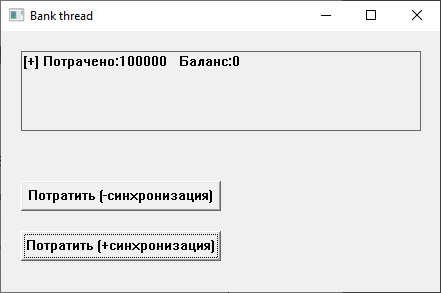 Bank thread
[+] Потрачено:100000 Баланс:0
Потратить (-синхронизация)
Потратить (+синхронизация)